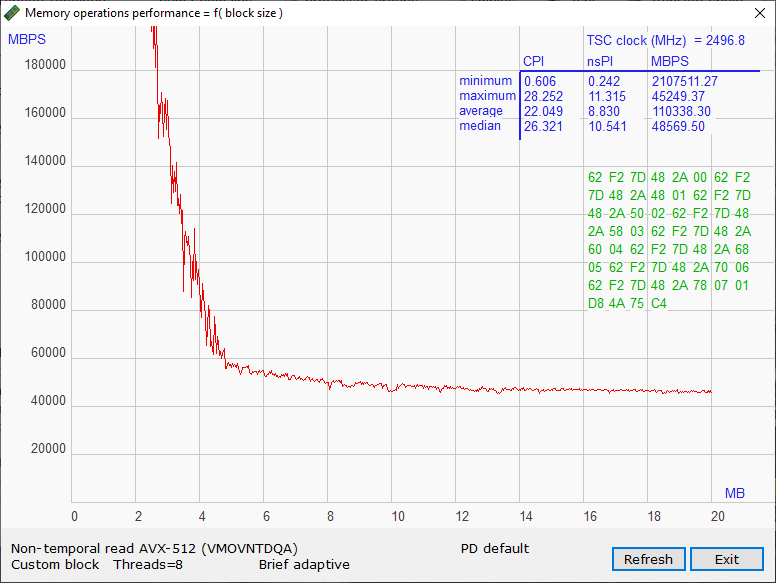 Memory operations performance = f( block size )
MBPS
TSC clock (MHz) = 2496.8
CPI nsPI MBPS
minimum 0.606 0.242 2107511.27
maximum 28.252 11.315 45249.37
average 22.049 8.830 110338.30
median 26.321 10.541 48569.50
180000
160000
140000
120000
100000
80000
60000
40000
20000
62 F2 7D 48 2A 00 62 F2
7D 48 2A 48 01 62 F2 7D
48 2A 50 02 62 F2 7D 48
2A 58 03 62 F2 7D 48 2A
60 04 62 F2 7D 48 2A 68
05 62 F2 7D 48 2A 70 06
62 F2 7D 48 2A 78 07 01
D8 4A 75 C4
MB
0 2 4 6 8 10 12 14 16 18 20
Non-temporal read AVX-512 (VMOVNTDQA) PD default
Custom block Threads=8 Brief adaptive
Refresh Exit